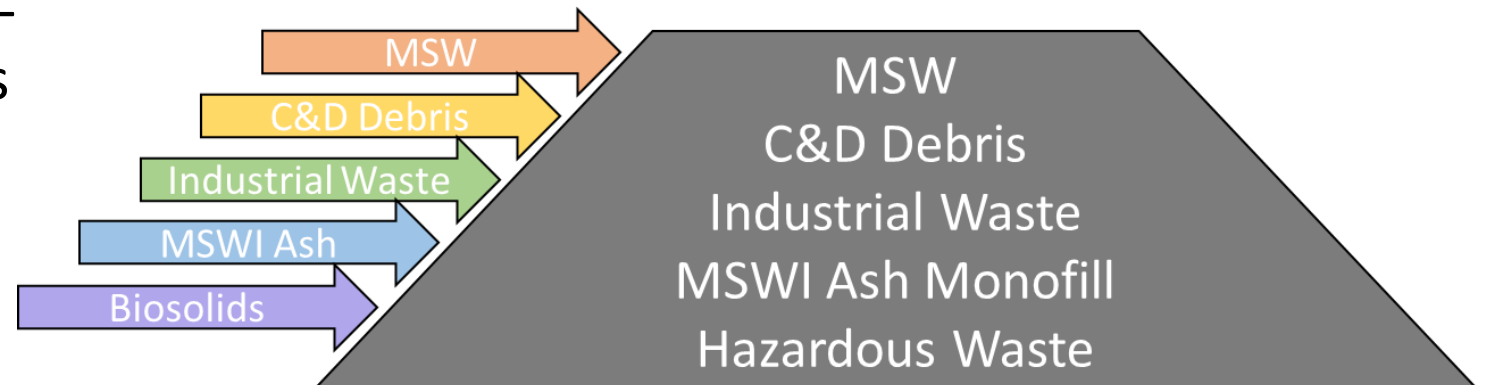 MSW
C&D Debris
Industrial Waste
MSWI Ash
Biosolids
MSW
C&D Debris
Industrial Waste
MSWI Ash Monofill
Hazardous Waste